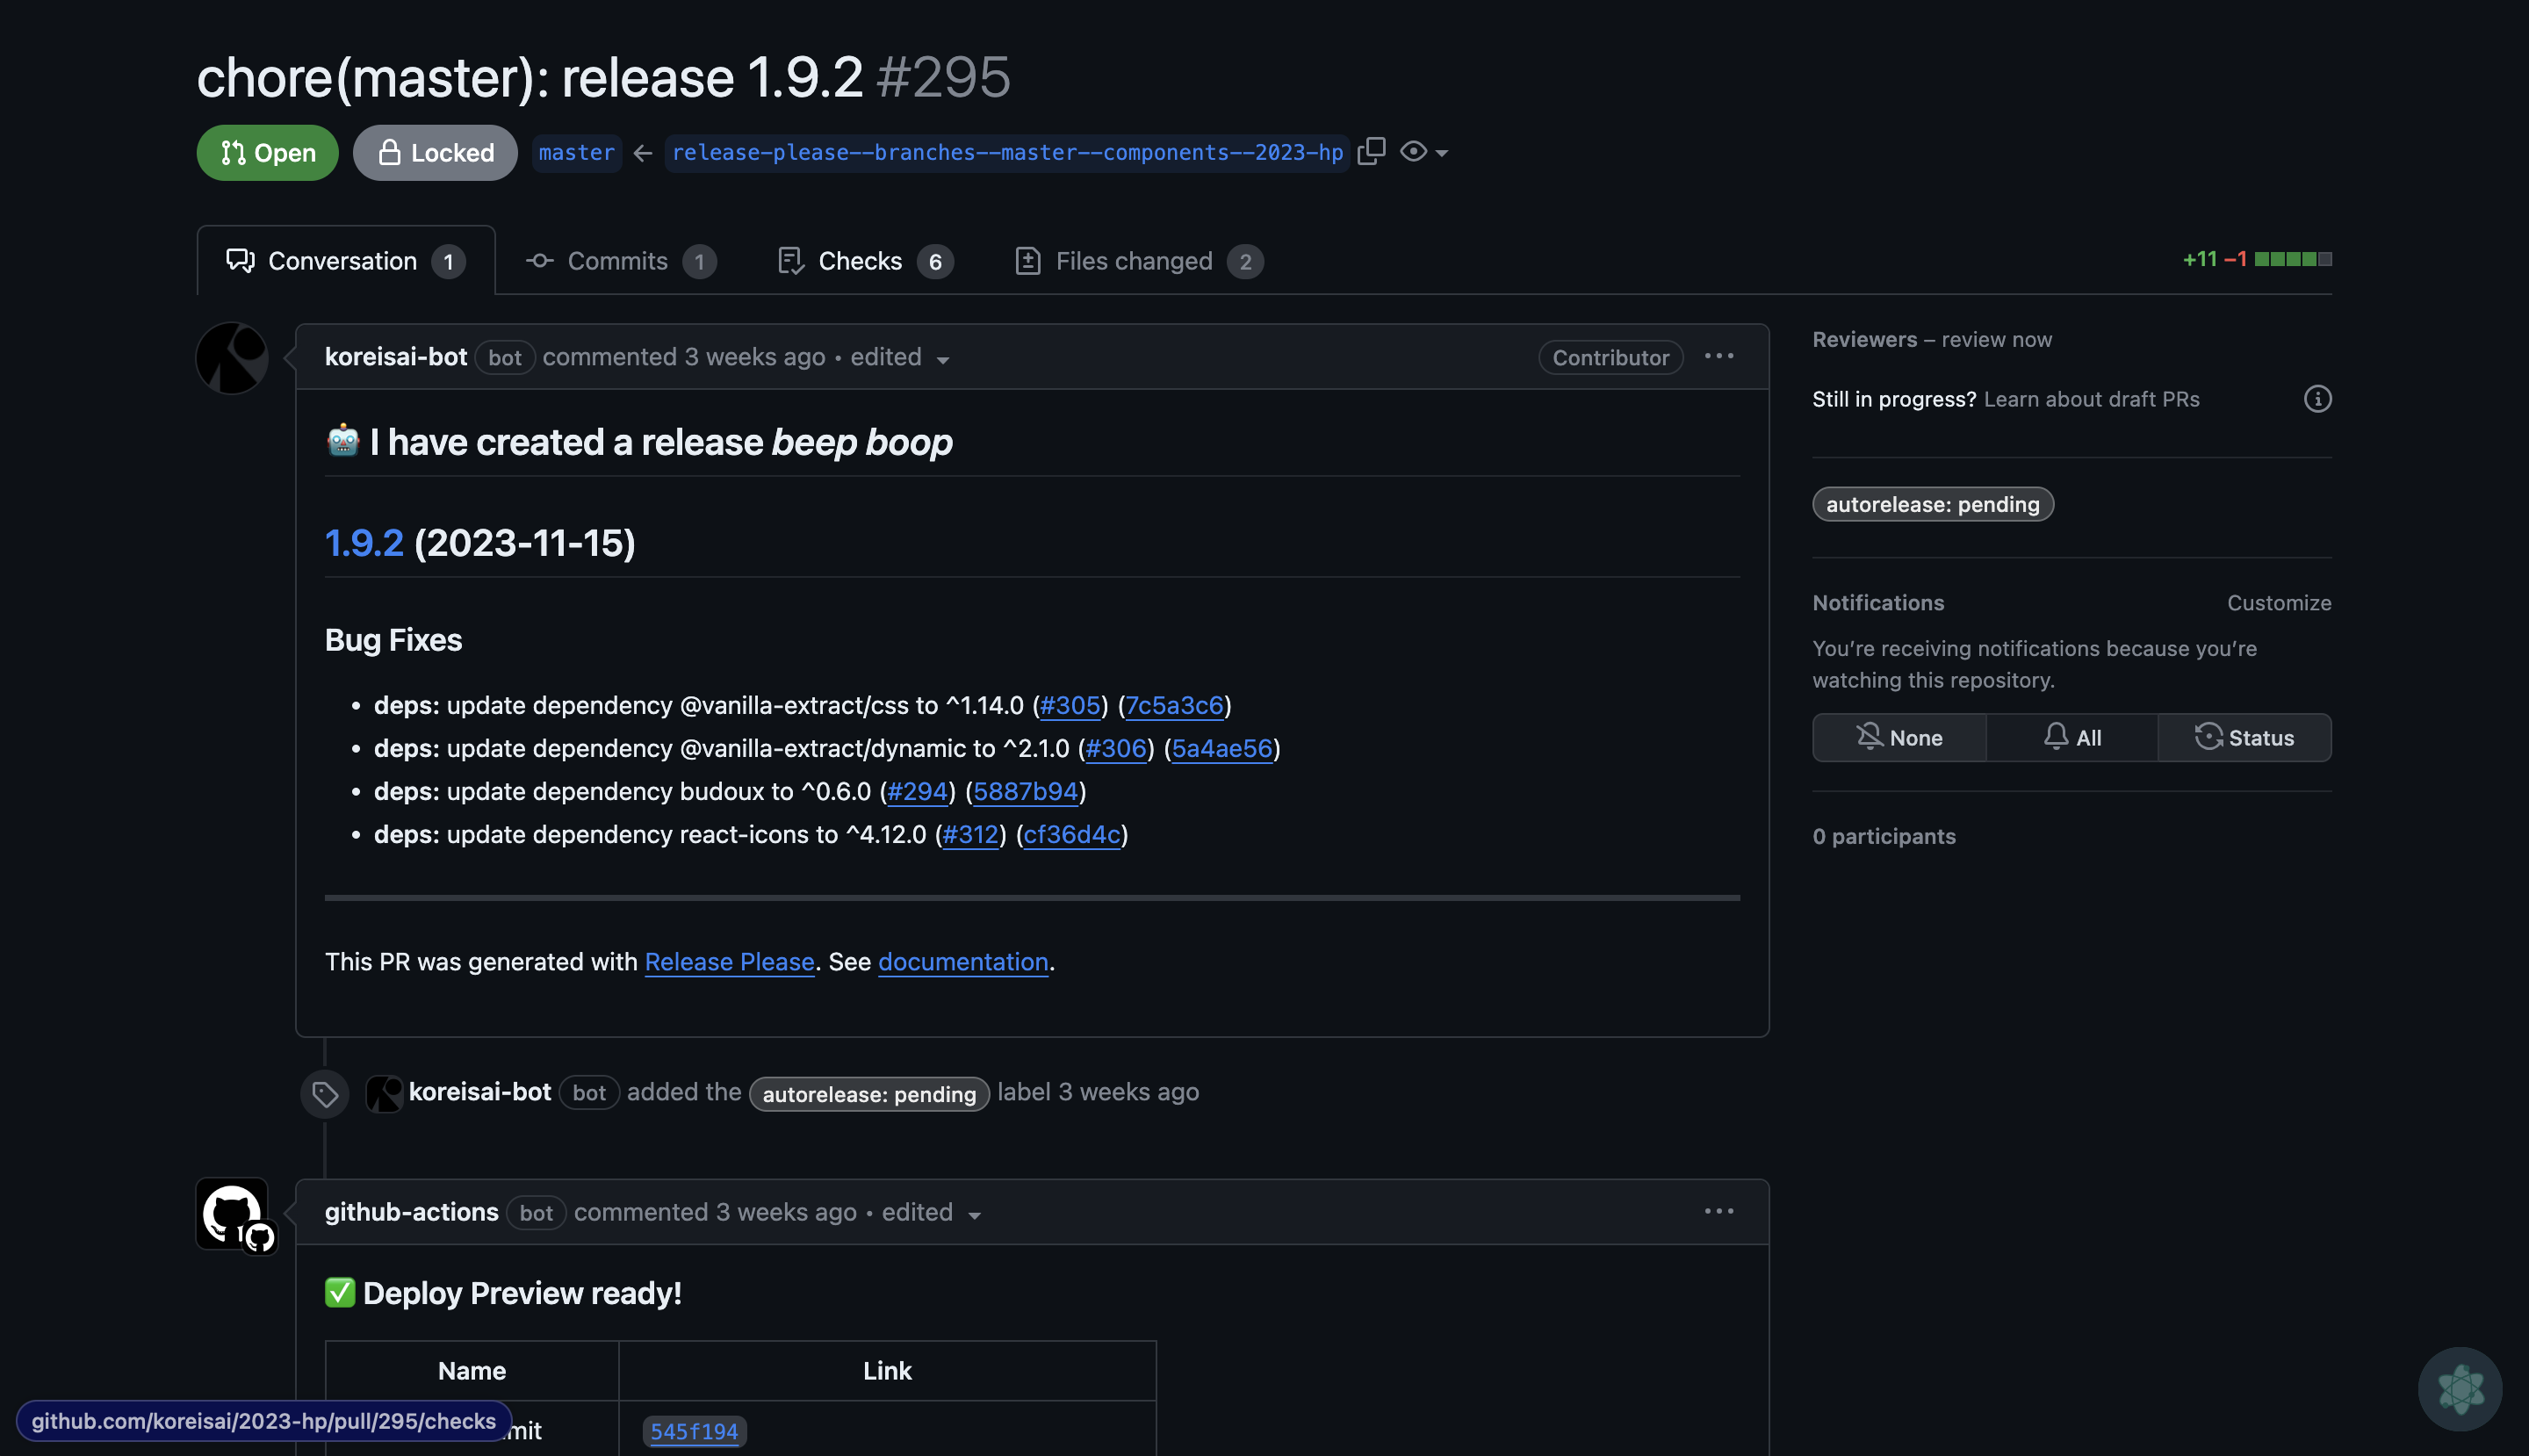 chore(master): release 1.9.2 #295
Open Locked master ← release-please--branches--master--components--2023-hp
Conversation 1 Commits 1 Checks 6 Files changed 2 +11 −1
koreisai-bot bot commented 3 weeks ago • edited Contributor
🤖 I have created a release beep boop
1.9.2 (2023-11-15)
Bug Fixes
• deps: update dependency @vanilla-extract/css to ^1.14.0 (#305) (7c5a3c6)
• deps: update dependency @vanilla-extract/dynamic to ^2.1.0 (#306) (5a4ae56)
• deps: update dependency budoux to ^0.6.0 (#294) (5887b94)
• deps: update dependency react-icons to ^4.12.0 (#312) (cf36d4c)
This PR was generated with Release Please. See documentation.
koreisai-bot bot added the autorelease: pending label 3 weeks ago
github-actions bot commented 3 weeks ago • edited
✅ Deploy Preview ready!
Name Link
mit 545f194
github.com/koreisai/2023-hp/pull/295/checks
Reviewers – review now
Still in progress? Learn about draft PRs
autorelease: pending
Notifications Customize
You’re receiving notifications because you’re
watching this repository.
None All Status
0 participants